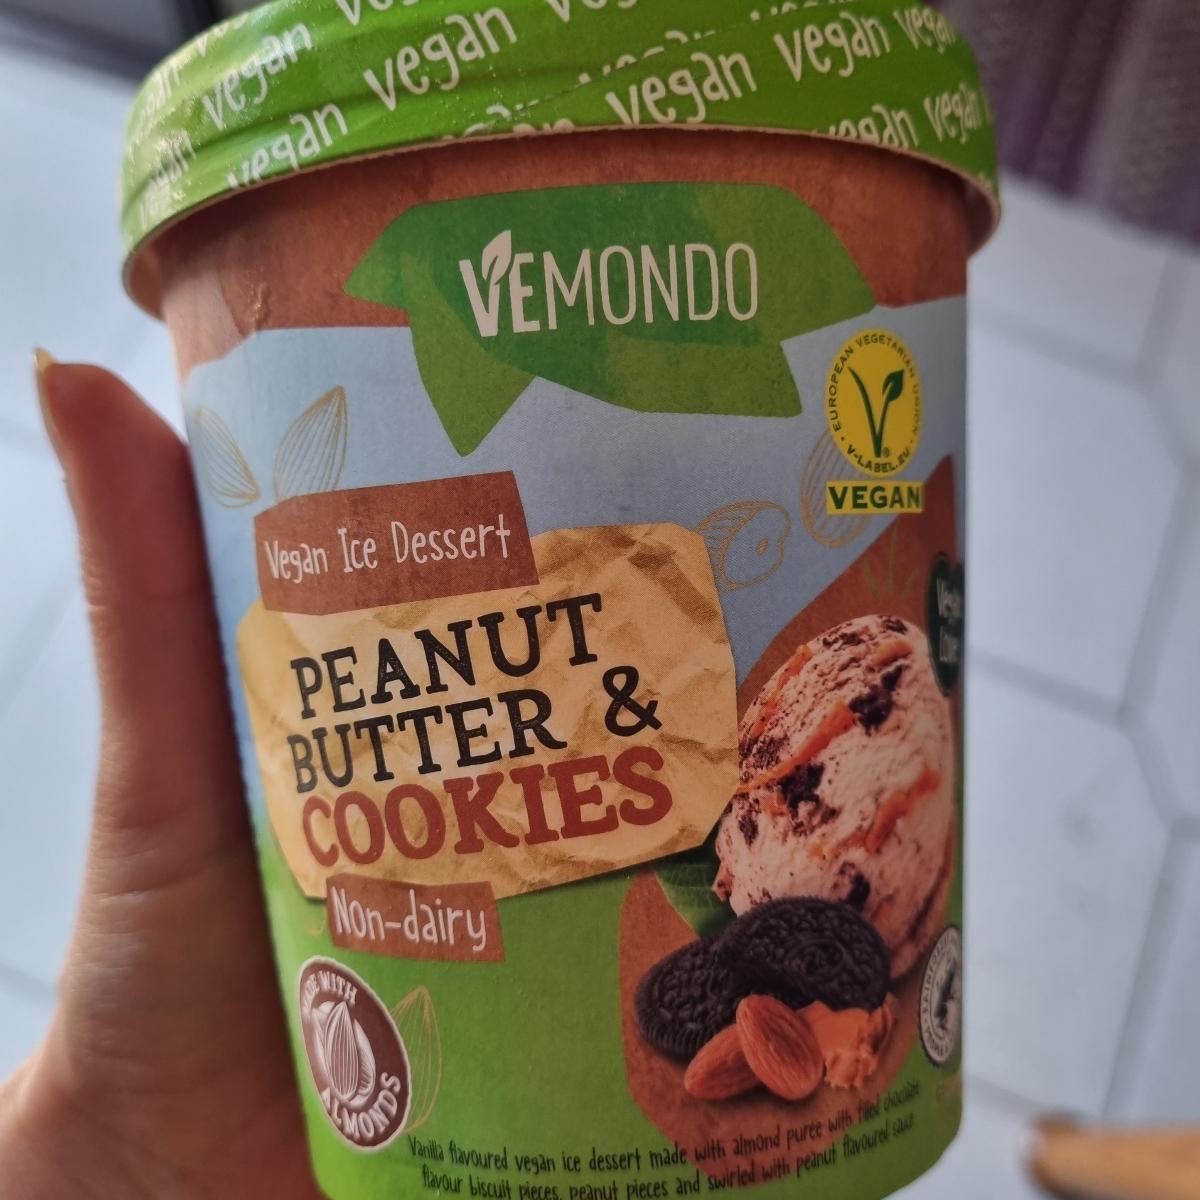 vegan vegan vegan vegan vegan
vegan vegan vegan
VEMONDO
EUROPEAN VEGETARIAN UNION
V-LABEL.EU
VEGAN
Vegan Ice Dessert
PEANUT
BUTTER &
COOKIES
Non-dairy
MADE WITH
ALMONDS
Vanilla flavoured vegan ice dessert made with almond purée with filled chocolate
flavour biscuit pieces, peanut pieces and swirled with peanut flavoured sauce